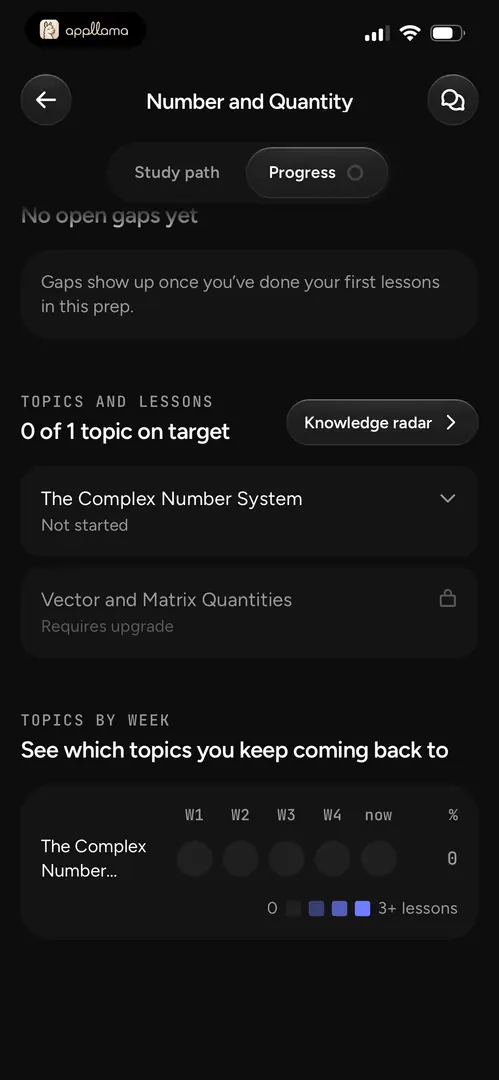 appllama
Number and Quantity
Study path
Progress
No open gaps yet
Gaps show up once you’ve done your first lessons
in this prep.
TOPICS AND LESSONS
0 of 1 topic on target
Knowledge radar
The Complex Number System
Not started
Vector and Matrix Quantities
Requires upgrade
TOPICS BY WEEK
See which topics you keep coming back to
W1 W2 W3 W4 now %
The Complex
Number...
0
0 3+ lessons